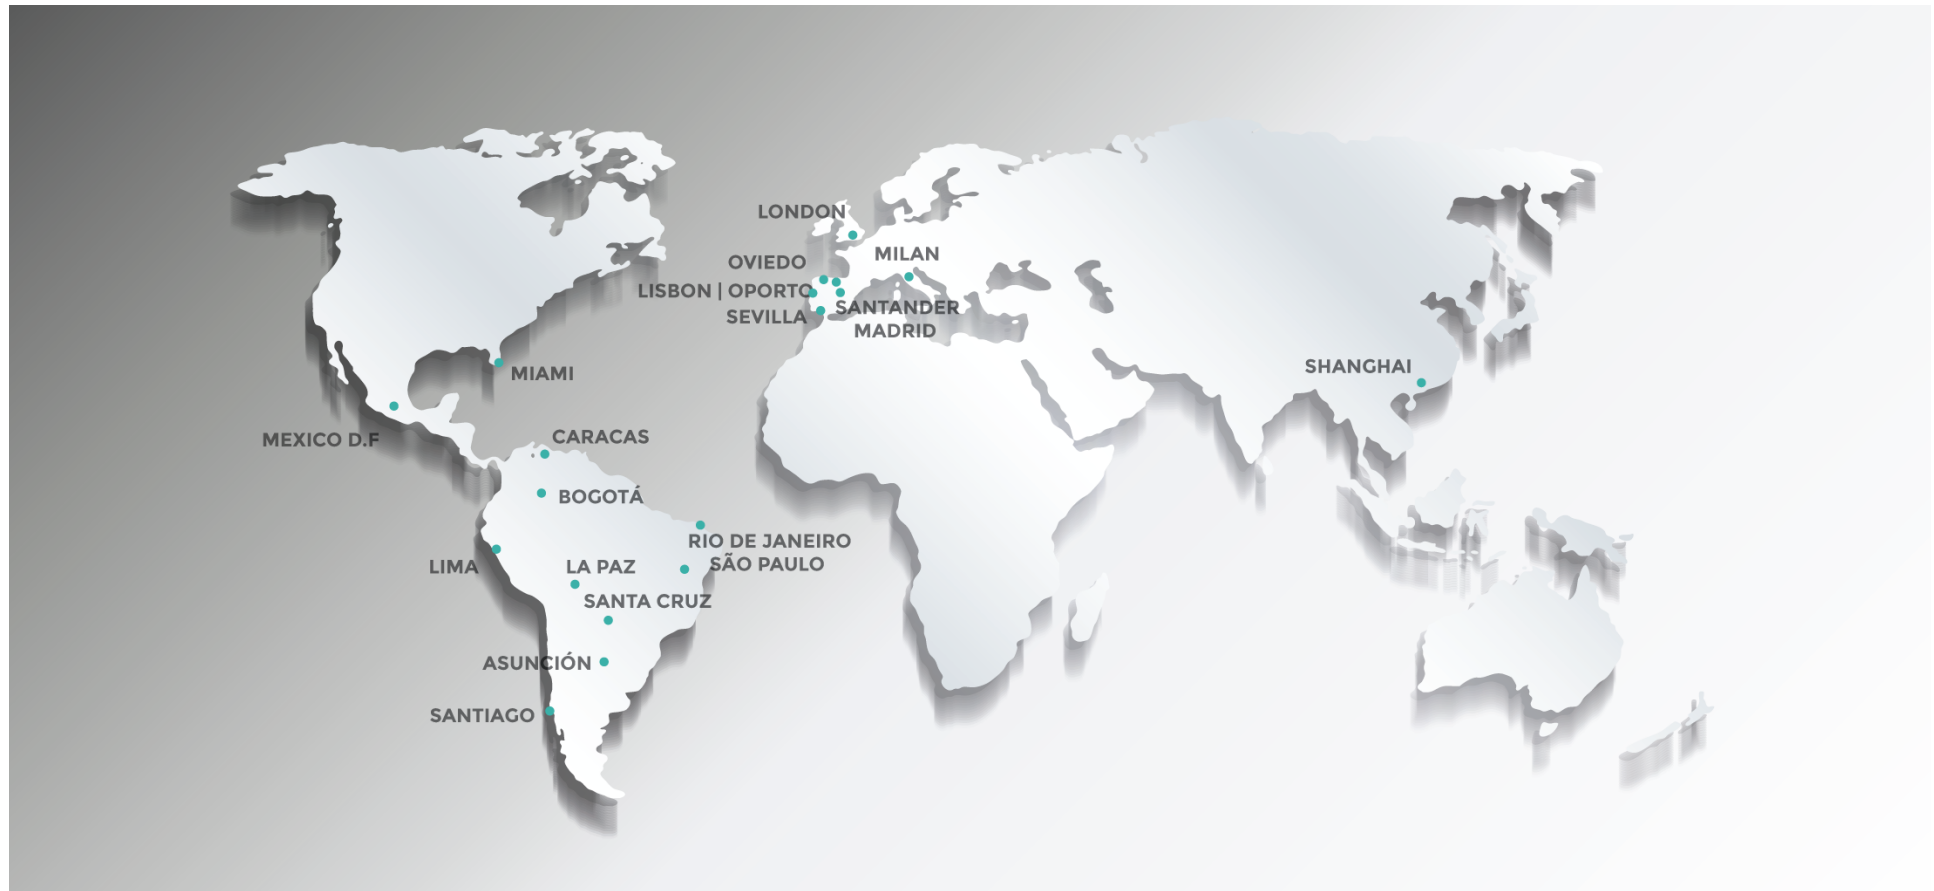 LONDON
MILAN
OVIEDO
LISBON | OPORTO
SANTANDER
SEVILLA
MADRID
SHANGHAI
MIAMI
MEXICO D.F
CARACAS
BOGOTÁ
RIO DE JANEIRO
SÃO PAULO
LIMA
LA PAZ
SANTA CRUZ
ASUNCIÓN
SANTIAGO